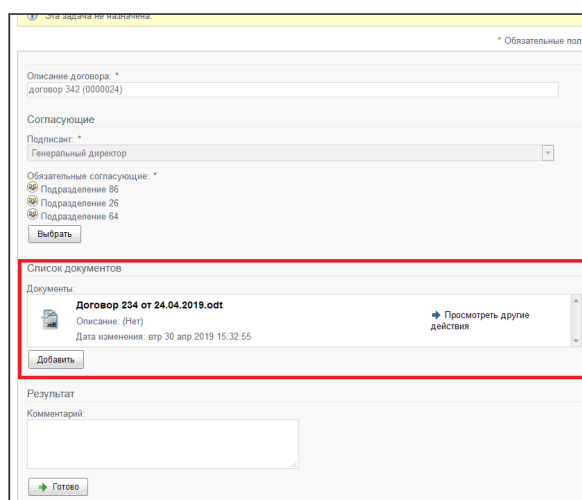 Эта задача не назначена.
* Обязательные пол
Описание договора: *
договор 342 (0000024)
Согласующие
Подписант: *
Генеральный директор
Обязательные согласующие: *
Подразделение 86
Подразделение 26
Подразделение 64
Выбрать
Список документов
Документы:
Договор 234 от 24.04.2019.odt
Описание: (Нет)
Дата изменения: втр 30 апр 2019 15:32:55
Просмотреть другие
действия
Добавить
Результат
Комментарий:
Готово